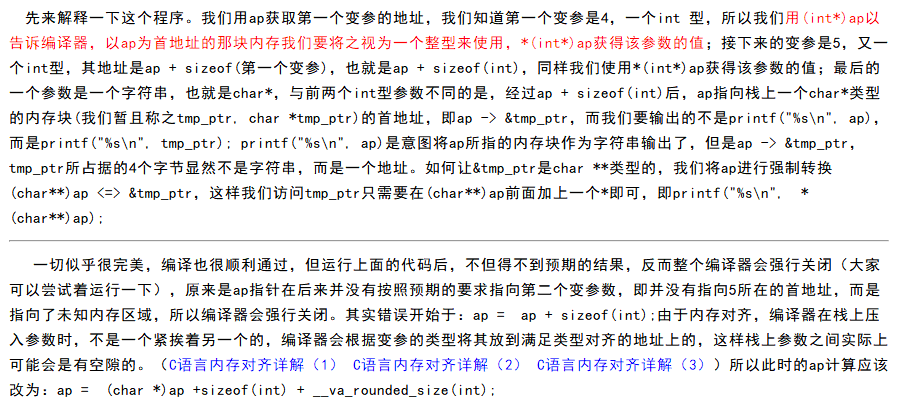 先来解释一下这个程序。我们用ap获取第一个变参的地址，我们知道第一个变参是4，一个int 型，所以我们用(int*)ap以
告诉编译器，以ap为首地址的那块内存我们要将之视为一个整型来使用，*(int*)ap获得该参数的值；接下来的变参是5，又一
个int型，其地址是ap + sizeof(第一个变参)，也就是ap + sizeof(int)，同样我们使用*(int*)ap获得该参数的值；最后的
一个参数是一个字符串，也就是char*，与前两个int型参数不同的是，经过ap + sizeof(int)后，ap指向栈上一个char*类型
的内存块(我们暂且称之tmp_ptr, char *tmp_ptr)的首地址，即ap -> &tmp_ptr，而我们要输出的不是printf("%s\n", ap)，
而是printf("%s\n", tmp_ptr); printf("%s\n", ap)是意图将ap所指的内存块作为字符串输出了，但是ap -> &tmp_ptr，
tmp_ptr所占据的4个字节显然不是字符串，而是一个地址。如何让&tmp_ptr是char **类型的，我们将ap进行强制转换
(char**)ap <=> &tmp_ptr，这样我们访问tmp_ptr只需要在(char**)ap前面加上一个*即可，即printf("%s\n", *
(char**)ap);
一切似乎很完美，编译也很顺利通过，但运行上面的代码后，不但得不到预期的结果，反而整个编译器会强行关闭（大家
可以尝试着运行一下），原来是ap指针在后来并没有按照预期的要求指向第二个变参数，即并没有指向5所在的首地址，而是
指向了未知内存区域，所以编译器会强行关闭。其实错误开始于：ap = ap + sizeof(int);由于内存对齐，编译器在栈上压
入参数时，不是一个紧挨着另一个的，编译器会根据变参的类型将其放到满足类型对齐的地址上的，这样栈上参数之间实际上
可能会是有空隙的。（C语言内存对齐详解（1） C语言内存对齐详解（2） C语言内存对齐详解（3））所以此时的ap计算应该
改为：ap = (char *)ap +sizeof(int) + __va_rounded_size(int);